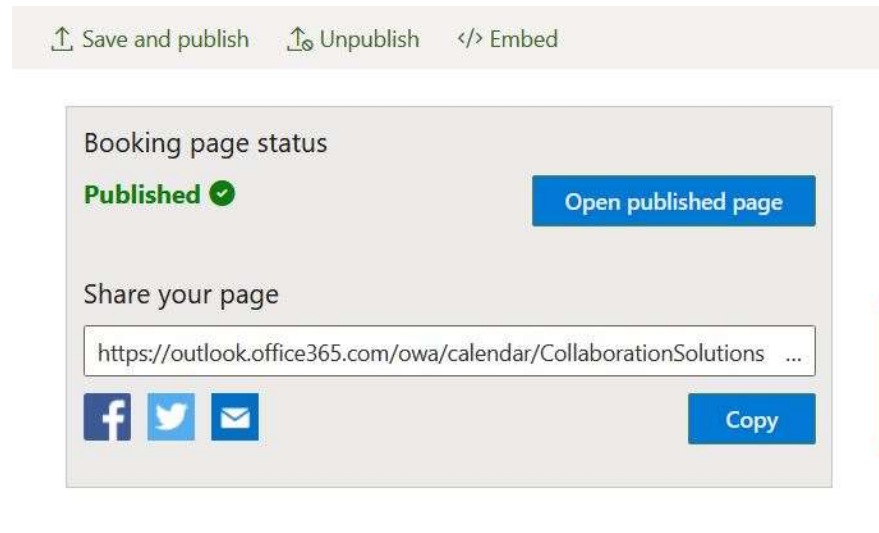 Save and publish Unpublish </> Embed
Booking page status
Published
Open published page
Share your page
https://outlook.office365.com/owa/calendar/CollaborationSolutions ...
Copy